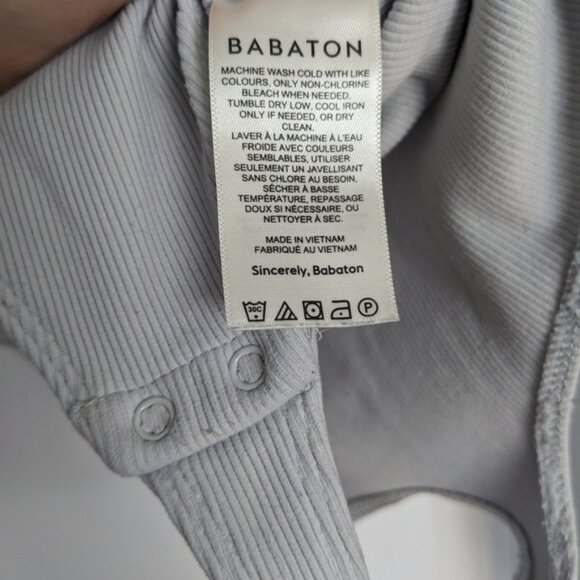 BABATON
MACHINE WASH COLD WITH LIKE
COLOURS, ONLY NON-CHLORINE
BLEACH WHEN NEEDED,
TUMBLE DRY LOW, COOL IRON
ONLY IF NEEDED, OR DRY
CLEAN.
LAVER À LA MACHINE À L'EAU
FROIDE AVEC COULEURS
SEMBLABLES, UTILISER
SEULEMENT UN JAVELLISANT
SANS CHLORE AU BESOIN,
SÉCHER À BASSE
TEMPÉRATURE, REPASSAGE
DOUX SI NÉCESSAIRE, OU
NETTOYER À SEC.
MADE IN VIETNAM
FABRIQUÉ AU VIETNAM
Sincerely, Babaton
30C P